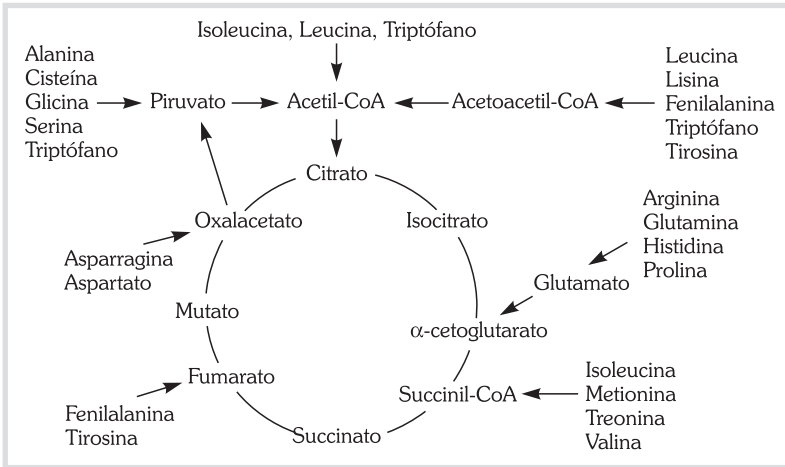 Isoleucina, Leucina, Triptófano
Alanina
Cisteína
Glicina
Serina
Triptófano
Piruvato
Acetil-CoA
Acetoacetil-CoA
Leucina
Lisina
Fenilalanina
Triptófano
Tirosina
Citrato
Oxalacetato
Isocitrato
Arginina
Glutamina
Histidina
Prolina
Asparragina
Aspartato
Glutamato
Mutato
α-cetoglutarato
Fumarato
Succinil-CoA
Isoleucina
Metionina
Treonina
Valina
Fenilalanina
Tirosina
Succinato